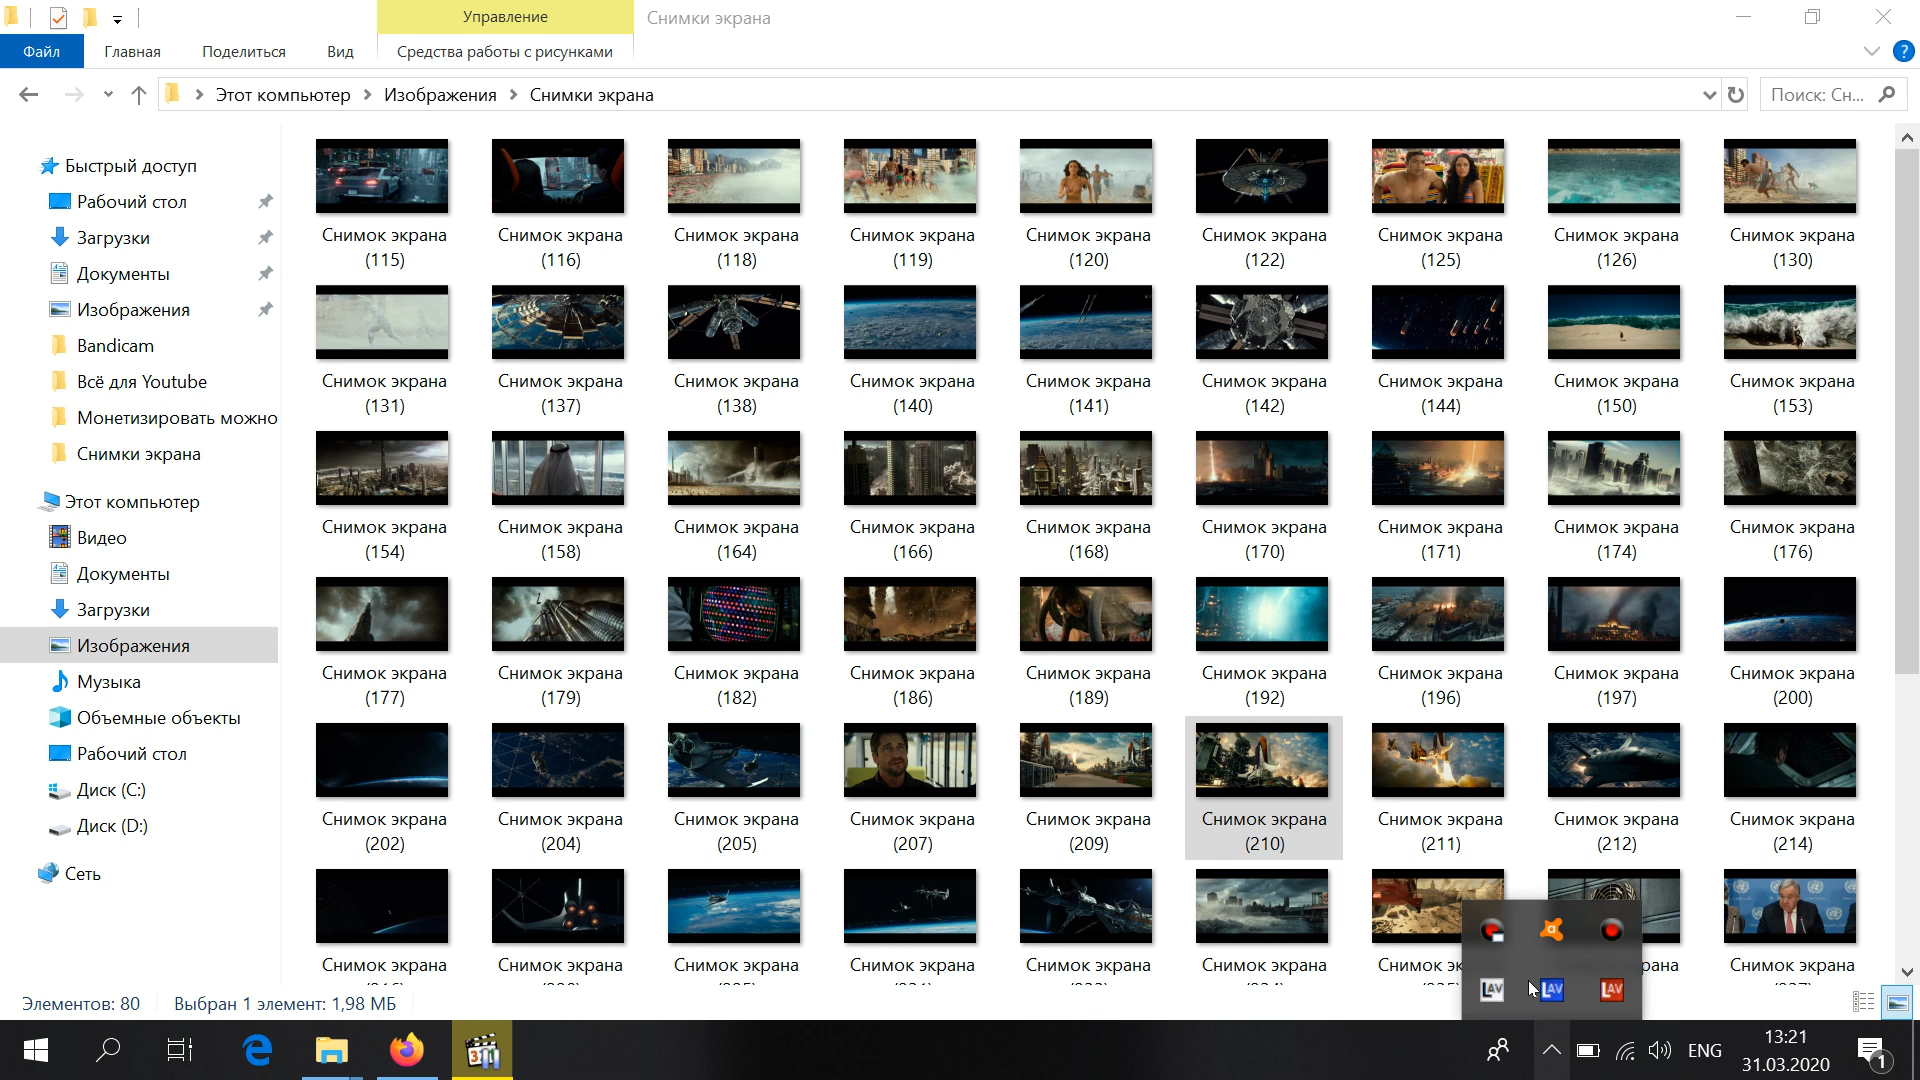 Управление
Снимки экрана
Файл
Главная
Поделиться
Вид
Средства работы с рисунками
?
Этот компьютер
Изображения
Снимки экрана
Поиск: Сн...
Быстрый доступ
Рабочий стол
Загрузки
Документы
Изображения
Bandicam
Всё для Youtube
Монетизировать можно
Снимки экрана
Этот компьютер
Видео
Документы
Загрузки
Изображения
Музыка
Объемные объекты
Рабочий стол
Диск (C:)
Диск (D:)
Сеть
Снимок экрана (115)
Снимок экрана (116)
Снимок экрана (118)
Снимок экрана (119)
Снимок экрана (120)
Снимок экрана (122)
Снимок экрана (125)
Снимок экрана (126)
Снимок экрана (130)
Снимок экрана (131)
Снимок экрана (137)
Снимок экрана (138)
Снимок экрана (140)
Снимок экрана (141)
Снимок экрана (142)
Снимок экрана (144)
Снимок экрана (150)
Снимок экрана (153)
Снимок экрана (154)
Снимок экрана (158)
Снимок экрана (164)
Снимок экрана (166)
Снимок экрана (168)
Снимок экрана (170)
Снимок экрана (171)
Снимок экрана (174)
Снимок экрана (176)
Снимок экрана (177)
Снимок экрана (179)
Снимок экрана (182)
Снимок экрана (186)
Снимок экрана (189)
Снимок экрана (192)
Снимок экрана (196)
Снимок экрана (197)
Снимок экрана (200)
Снимок экрана (202)
Снимок экрана (204)
Снимок экрана (205)
Снимок экрана (207)
Снимок экрана (209)
Снимок экрана (210)
Снимок экрана (211)
Снимок экрана (212)
Снимок экрана (214)
Снимок экрана
Снимок экрана
Снимок экрана
Снимок экрана
Снимок экрана
Снимок экрана
Снимок эк
рана
Снимок экрана
LAV
LAV
LAV
Элементов: 80
Выбран 1 элемент: 1,98 МБ
ENG
13:21
31.03.2020
1